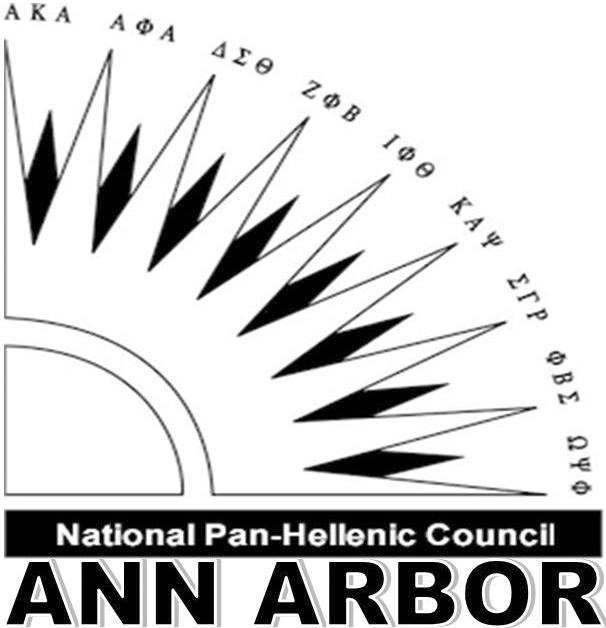 ΑΚΑ
ΑΦΑ
ΔΣΘ
ΖΦΒ
ΙΦΘ
ΚΑΨ
ΣΓΡ
ΦΒΣ
ΩΨΦ
National Pan-Hellenic Council
ANN ARBOR